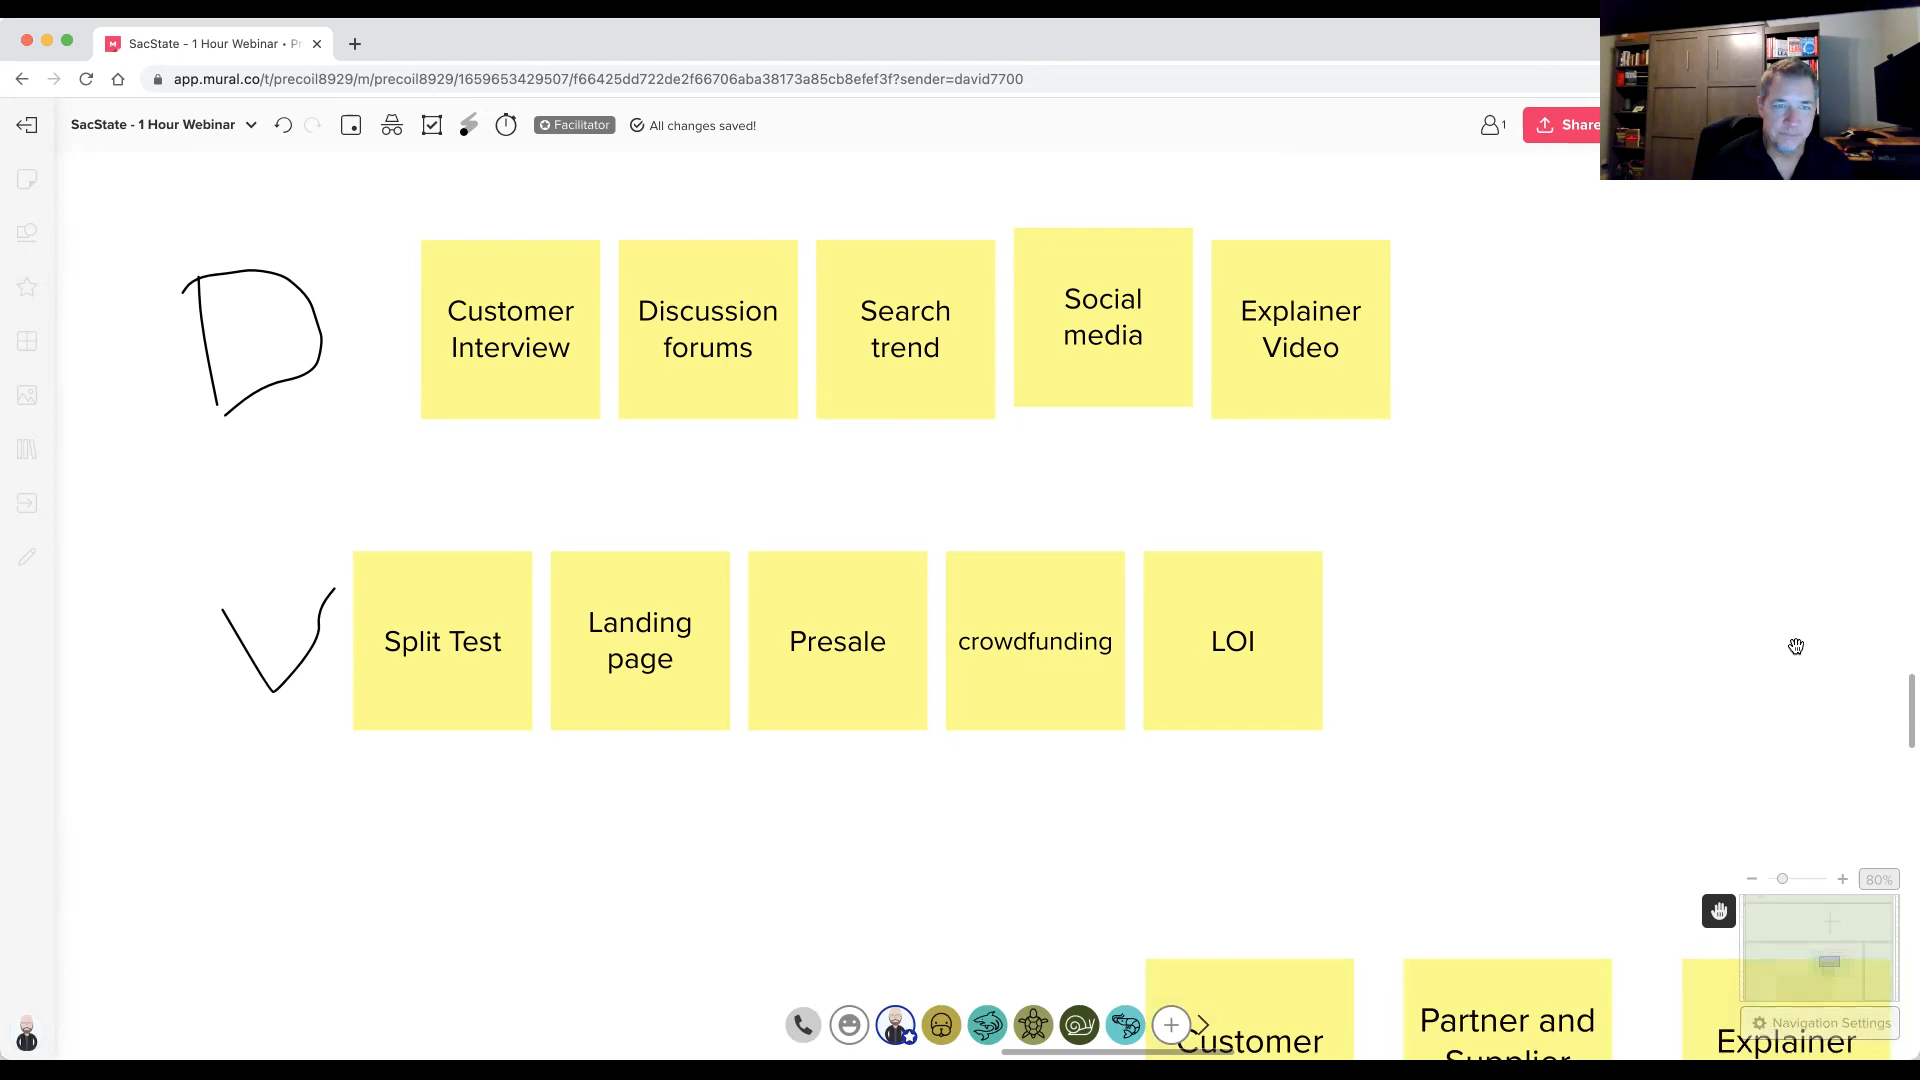 SacState - 1 Hour Webinar • Pr
app.mural.co/t/precoil8929/m/precoil8929/1659653429507/f66425dd722de2f66706aba38173a85cb8efef3f?sender=david7700
SacState - 1 Hour Webinar
Facilitator
All changes saved!
1
Share
D
Customer
Interview
Discussion
forums
Search
trend
Social
media
Explainer
Video
V
Split Test
Landing
page
Presale
crowdfunding
LOI
80%
Customer
Partner and
Supplier
Explainer
Navigation Settings